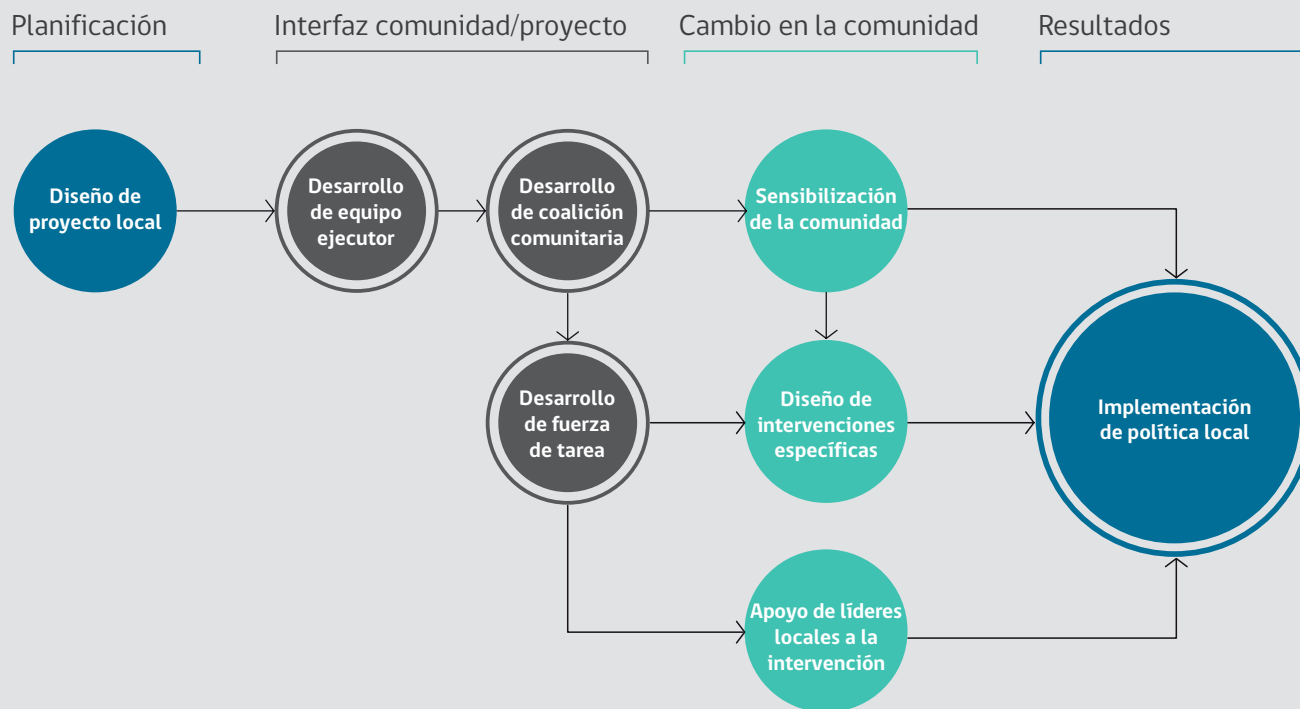 Planificación
Interfaz comunidad/proyecto
Cambio en la comunidad
Resultados
Diseño de
proyecto local
Desarrollo
de equipo
ejecutor
Desarrollo
de coalición
comunitaria
Sensibilización
de la comunidad
Desarrollo
de fuerza
de tarea
Diseño de
intervenciones
específicas
Implementación
de política local
Apoyo de líderes
locales a la
intervención